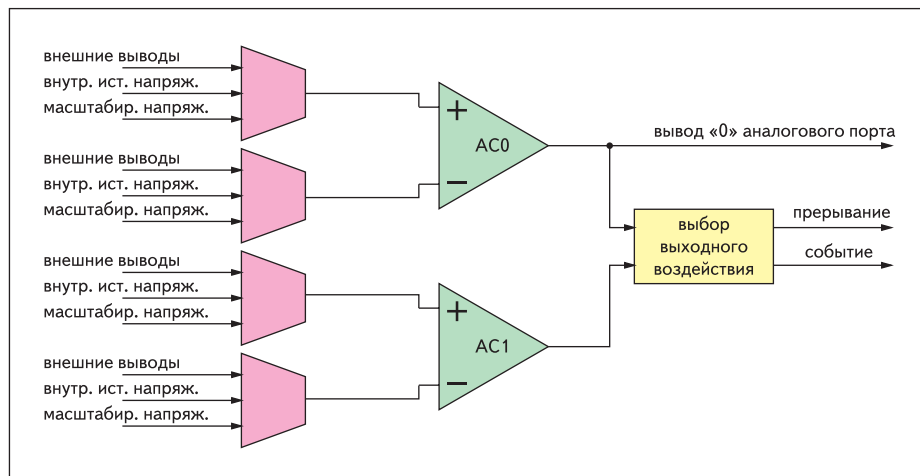 внешние выводы
внутр. ист. напряж.
масштабир. напряж.
+
AC0
−
вывод «0» аналогового порта
внешние выводы
внутр. ист. напряж.
масштабир. напряж.
выбор
выходного
воздействия
прерывание
событие
внешние выводы
внутр. ист. напряж.
масштабир. напряж.
+
AC1
−
внешние выводы
внутр. ист. напряж.
масштабир. напряж.